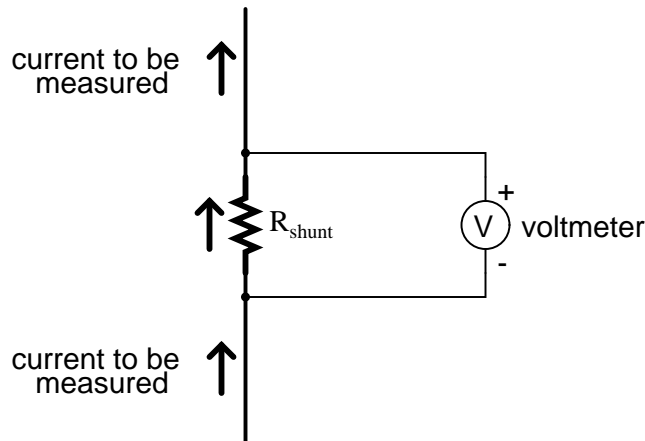 current to be
measured
+
R_shunt
V
voltmeter
-
current to be
measured